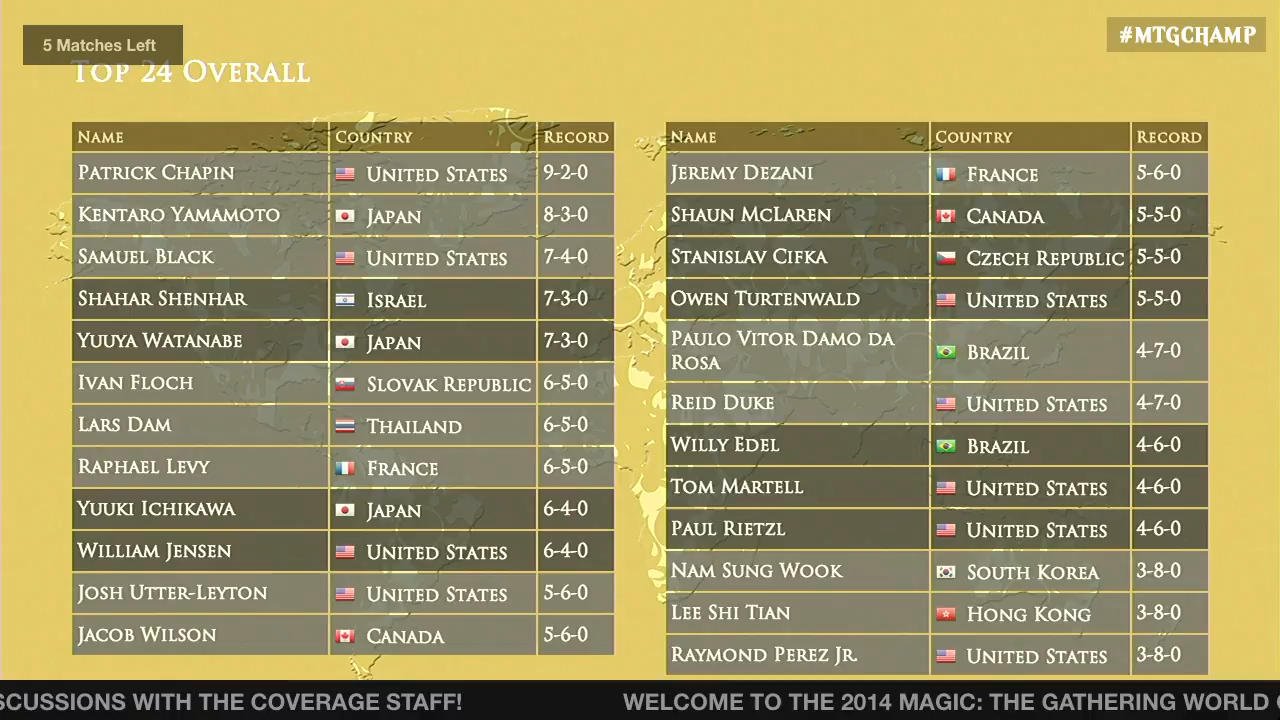 5 Matches Left
#MTGCHAMP
Top 24 Overall
Name Country Record
Patrick Chapin United States 9-2-0
Kentaro Yamamoto Japan 8-3-0
Samuel Black United States 7-4-0
Shahar Shenhar Israel 7-3-0
Yuuya Watanabe Japan 7-3-0
Ivan Floch Slovak Republic 6-5-0
Lars Dam Thailand 6-5-0
Raphael Levy France 6-5-0
Yuuki Ichikawa Japan 6-4-0
William Jensen United States 6-4-0
Josh Utter-Leyton United States 5-6-0
Jacob Wilson Canada 5-6-0
Name Country Record
Jeremy Dezani France 5-6-0
Shaun McLaren Canada 5-5-0
Stanislav Cifka Czech Republic 5-5-0
Owen Turtenwald United States 5-5-0
Paulo Vitor Damo da
Rosa Brazil 4-7-0
Reid Duke United States 4-7-0
Willy Edel Brazil 4-6-0
Tom Martell United States 4-6-0
Paul Rietzl United States 4-6-0
Nam Sung Wook South Korea 3-8-0
Lee Shi Tian Hong Kong 3-8-0
Raymond Perez Jr. United States 3-8-0
SCUSSIONS WITH THE COVERAGE STAFF! WELCOME TO THE 2014 MAGIC: THE GATHERING WORLD